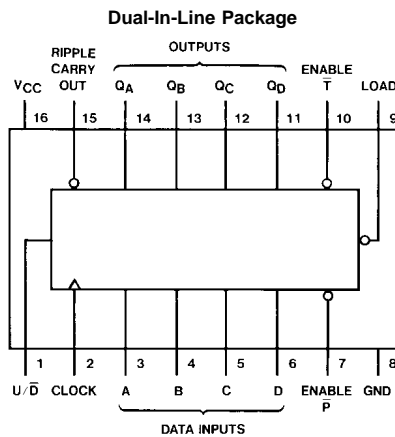 Dual-In-Line Package
OUTPUTS
RIPPLE
CARRY
OUT
ENABLE
T̅
VCC
QA QB QC QD
LOAD
16 15 14 13 12 11 10 9
1 2 3 4 5 6 7 8
U/D̅ CLOCK A B C D ENABLE
P̅
GND
DATA INPUTS